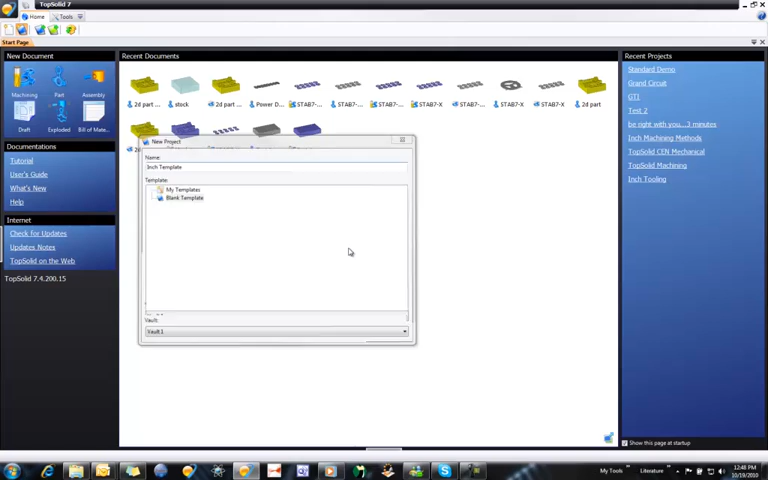 TopSolid 7
Home
Tools
Start Page
New Document
Machining
Part
Assembly
Draft
Exploded
Bill of Mate...
Documentations
Tutorial
User's Guide
What's New
Help
Internet
Check for Updates
Updates Notes
TopSolid on the Web
TopSolid 7.4.200.15
Recent Documents
2d part ...
stock
2d part ...
Power D...
STAB7-...
STAB7-...
STAB7-...
STAB7-...
STAB7-...
STAB7-X
STAB7-X
2d part
New Project
Name:
Inch Template
Template:
My Templates
Blank Template
Vault:
Vault1
Recent Projects
Standard Demo
Grand Circuit
GTI
Test 2
be right with you...3 minutes
Inch Machining Methods
TopSolid CEN Mechanical
TopSolid Machining
Inch Tooling
Show this page at startup
My Tools
Literature
12:48 PM
10/19/2010